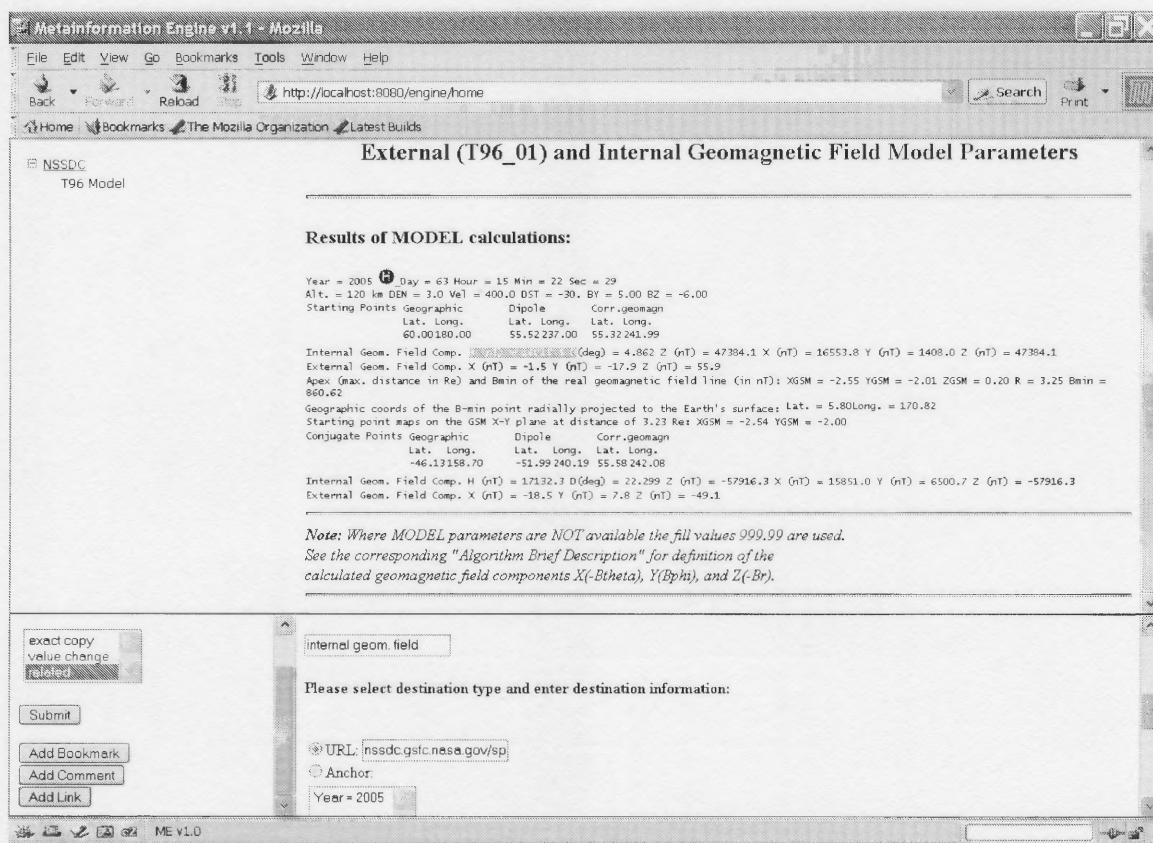 Metainformation Engine v1.1 - Mozilla
File Edit View Go Bookmarks Tools Window Help
Back Forward Reload Stop http://localhost:8080/engine/home Search Print
Home Bookmarks The Mozilla Organization Latest Builds
NSSDC
T96 Model
External (T96_01) and Internal Geomagnetic Field Model Parameters
Results of MODEL calculations:
Year = 2005 _Day = 63 Hour = 15 Min = 22 Sec = 29
Alt. = 120 km DEN = 3.0 Vel = 400.0 DST = -30. BY = 5.00 BZ = -6.00
Starting Points Geographic Dipole Corr.geomagn
Lat. Long. Lat. Long. Lat. Long.
60.00180.00 55.52237.00 55.32241.99
Internal Geom. Field Comp. (deg) = 4.862 Z (nT) = 47384.1 X (nT) = 16553.8 Y (nT) = 1408.0 Z (nT) = 47384.1
External Geom. Field Comp. X (nT) = -1.5 Y (nT) = -17.9 Z (nT) = 55.9
Apex (max. distance in Re) and Bmin of the real geomagnetic field line (in nT): XGSM = -2.55 YGSM = -2.01 ZGSM = 0.20 R = 3.25 Bmin =
860.62
Geographic coords of the B-min point radially projected to the Earth's surface: Lat. = 5.80Long. = 170.82
Starting point maps on the GSM X-Y plane at distance of 3.23 Re: XGSM = -2.54 YGSM = -2.00
Conjugate Points Geographic Dipole Corr.geomagn
Lat. Long. Lat. Long. Lat. Long.
-46.13158.70 -51.99240.19 55.58242.08
Internal Geom. Field Comp. H (nT) = 17132.3 D(deg) = 22.299 Z (nT) = -57916.3 X (nT) = 15851.0 Y (nT) = 6500.7 Z (nT) = -57916.3
External Geom. Field Comp. X (nT) = -18.5 Y (nT) = 7.8 Z (nT) = -49.1
Note: Where MODEL parameters are NOT available the fill values 999.99 are used.
See the corresponding "Algorithm Brief Description" for definition of the
calculated geomagnetic field components X(-Btheta), Y(Bphi), and Z(-Br).
exact copy
value change
related
Submit
Add Bookmark
Add Comment
Add Link
internal geom. field
Please select destination type and enter destination information:
URL: nssdc.gsfc.nasa.gov/sp
Anchor:
Year = 2005
ME v1.0